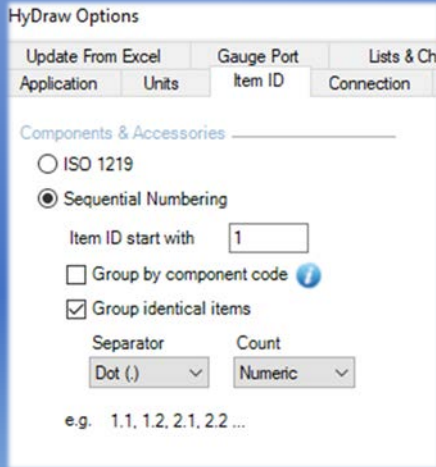 HyDraw Options
Update From Excel Gauge Port Lists & Ch
Application Units Item ID Connection
Components & Accessories
ISO 1219
Sequential Numbering
Item ID start with 1
Group by component code i
Group identical items
Separator Count
Dot (.) Numeric
e.g. 1.1, 1.2, 2.1, 2.2 ...